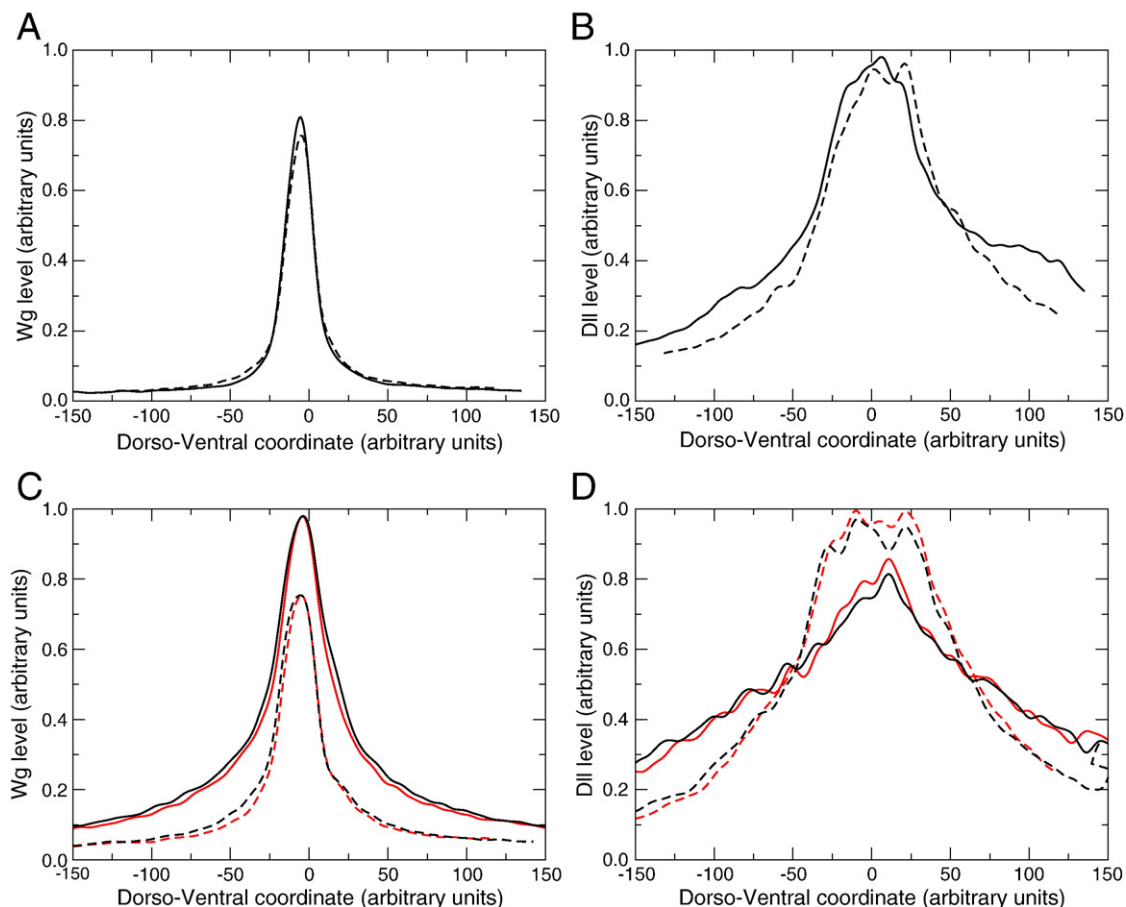 A
1.0
0.8
0.6
0.4
0.2
0.0
Wg level (arbitrary units)
-150 -100 -50 0 50 100 150
Dorso-Ventral coordinate (arbitrary units)
B
1.0
0.8
0.6
0.4
0.2
0.0
Dll level (arbitrary units)
-150 -100 -50 0 50 100 150
Dorso-Ventral coordinate (arbitrary units)
C
1.0
0.8
0.6
0.4
0.2
0.0
Wg level (arbitrary units)
-150 -100 -50 0 50 100 150
Dorso-Ventral coordinate (arbitrary units)
D
1.0
0.8
0.6
0.4
0.2
0.0
Dll level (arbitrary units)
-150 -100 -50 0 50 100 150
Dorso-Ventral coordinate (arbitrary units)